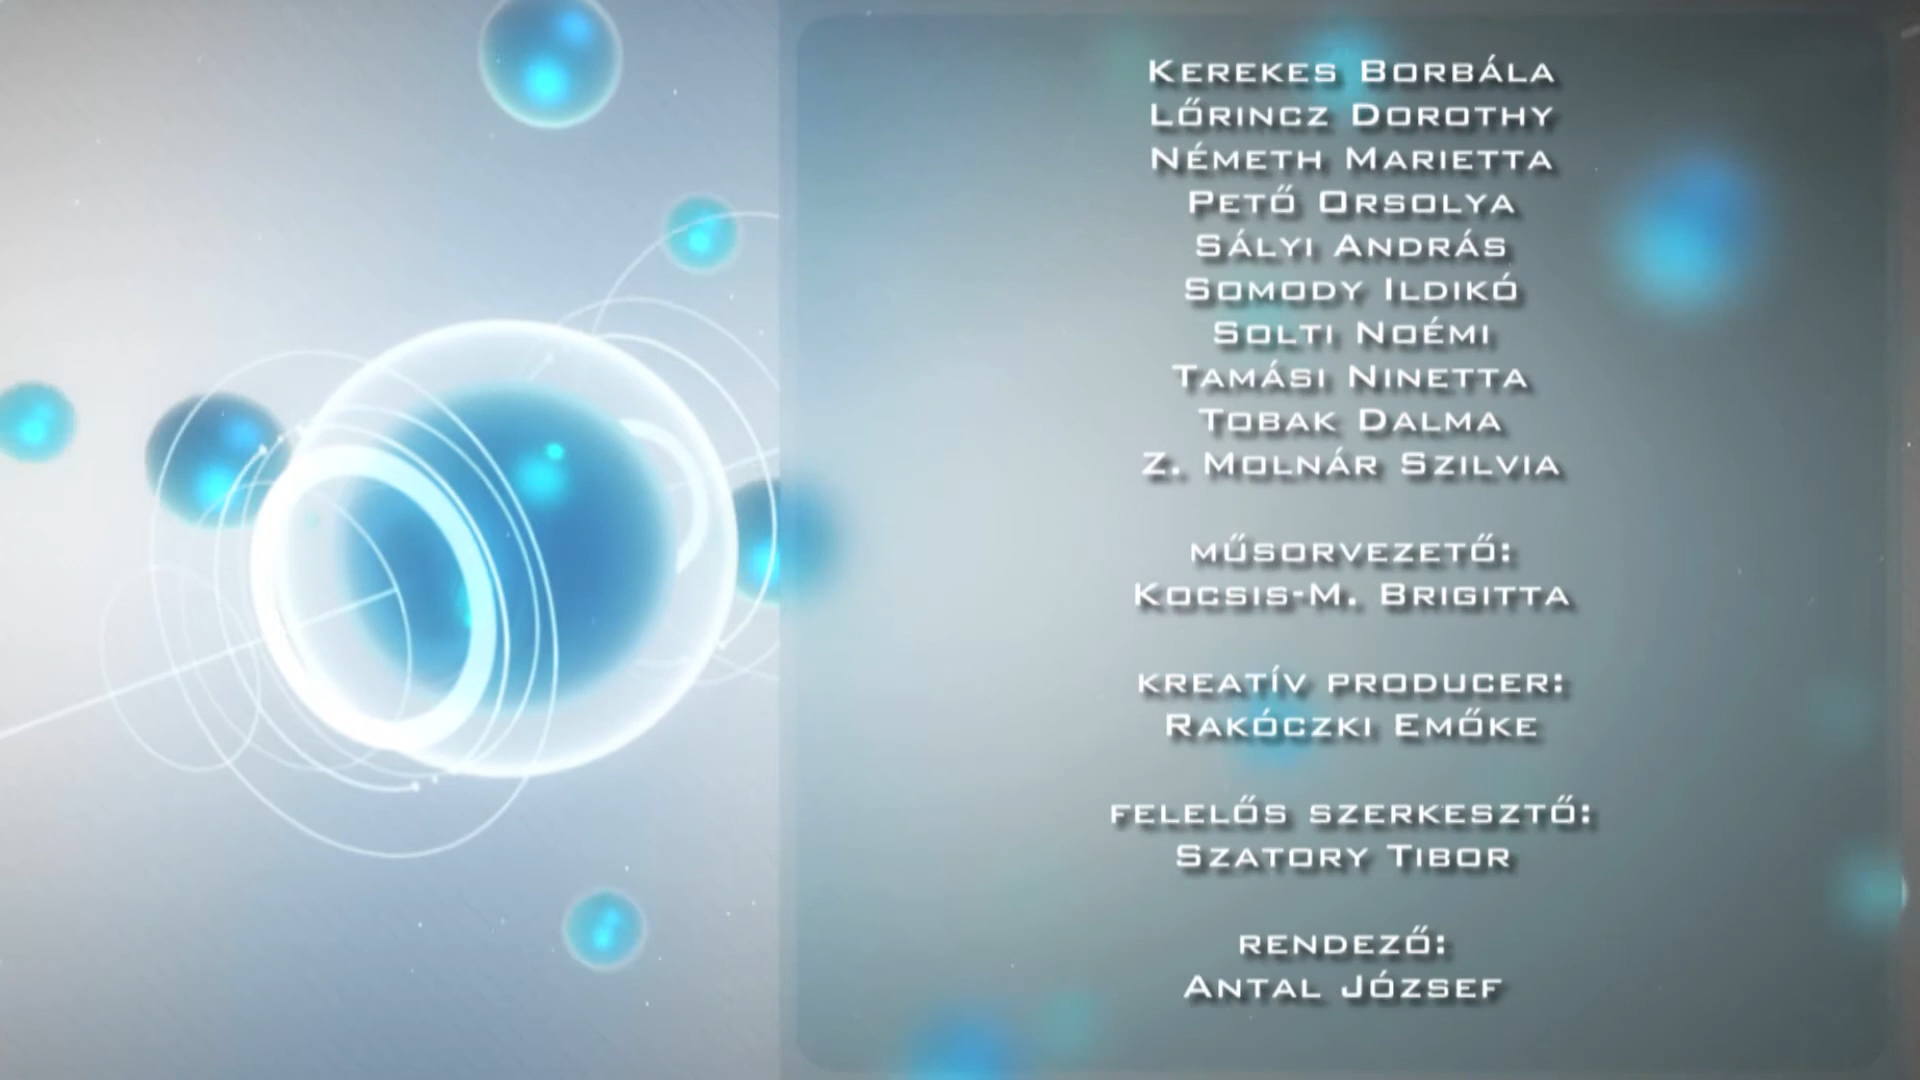 Kerekes Borbála
Lőrincz Dorothy
Németh Marietta
Pető Orsolya
Sályi András
Somody Ildikó
Solti Noémi
Tamási Ninetta
Tobak Dalma
Z. Molnár Szilvia
műsorvezető:
Kocsis-M. Brigitta
kreatív producer:
Rakóczki Emőke
felelős szerkesztő:
Szatory Tibor
rendező:
Antal József